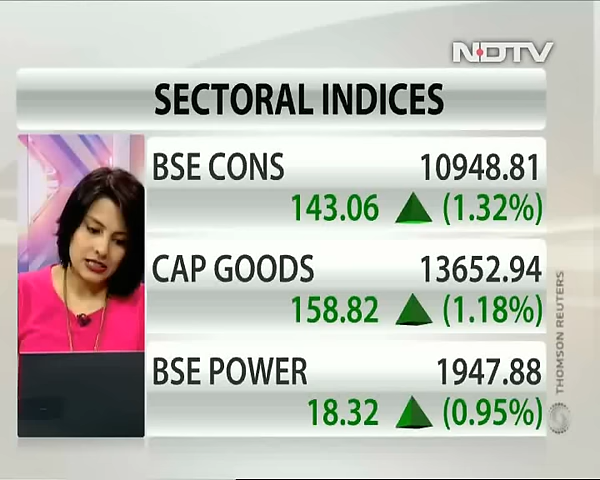 NDTV
SECTORAL INDICES
BSE CONS 10948.81
143.06 ▲ (1.32%)
CAP GOODS 13652.94
158.82 ▲ (1.18%)
BSE POWER 1947.88
18.32 ▲ (0.95%)
THOMSON REUTERS